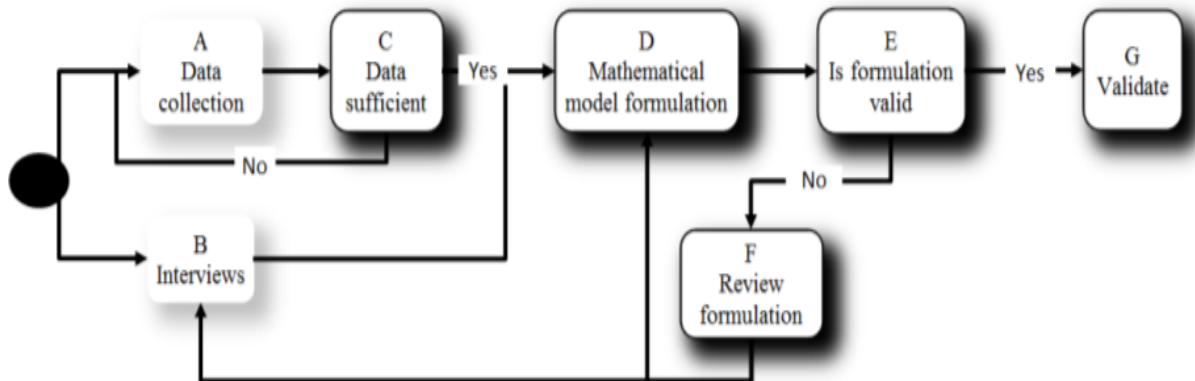 A
Data
collection
C
Data
sufficient
Yes
No
B
Interviews
D
Mathematical
model formulation
E
Is formulation
valid
Yes
No
G
Validate
F
Review
formulation